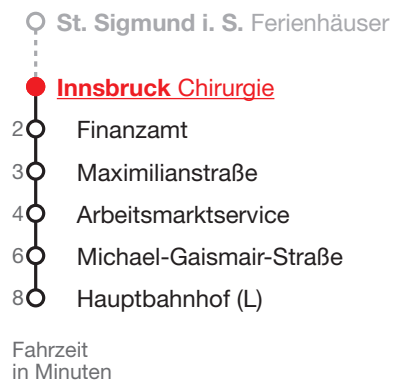 St. Sigmund i. S. Ferienhäuser
Innsbruck Chirurgie
2 Finanzamt
3 Maximilianstraße
4 Arbeitsmarktservice
6 Michael-Gaismair-Straße
8 Hauptbahnhof (L)
Fahrzeit
in Minuten